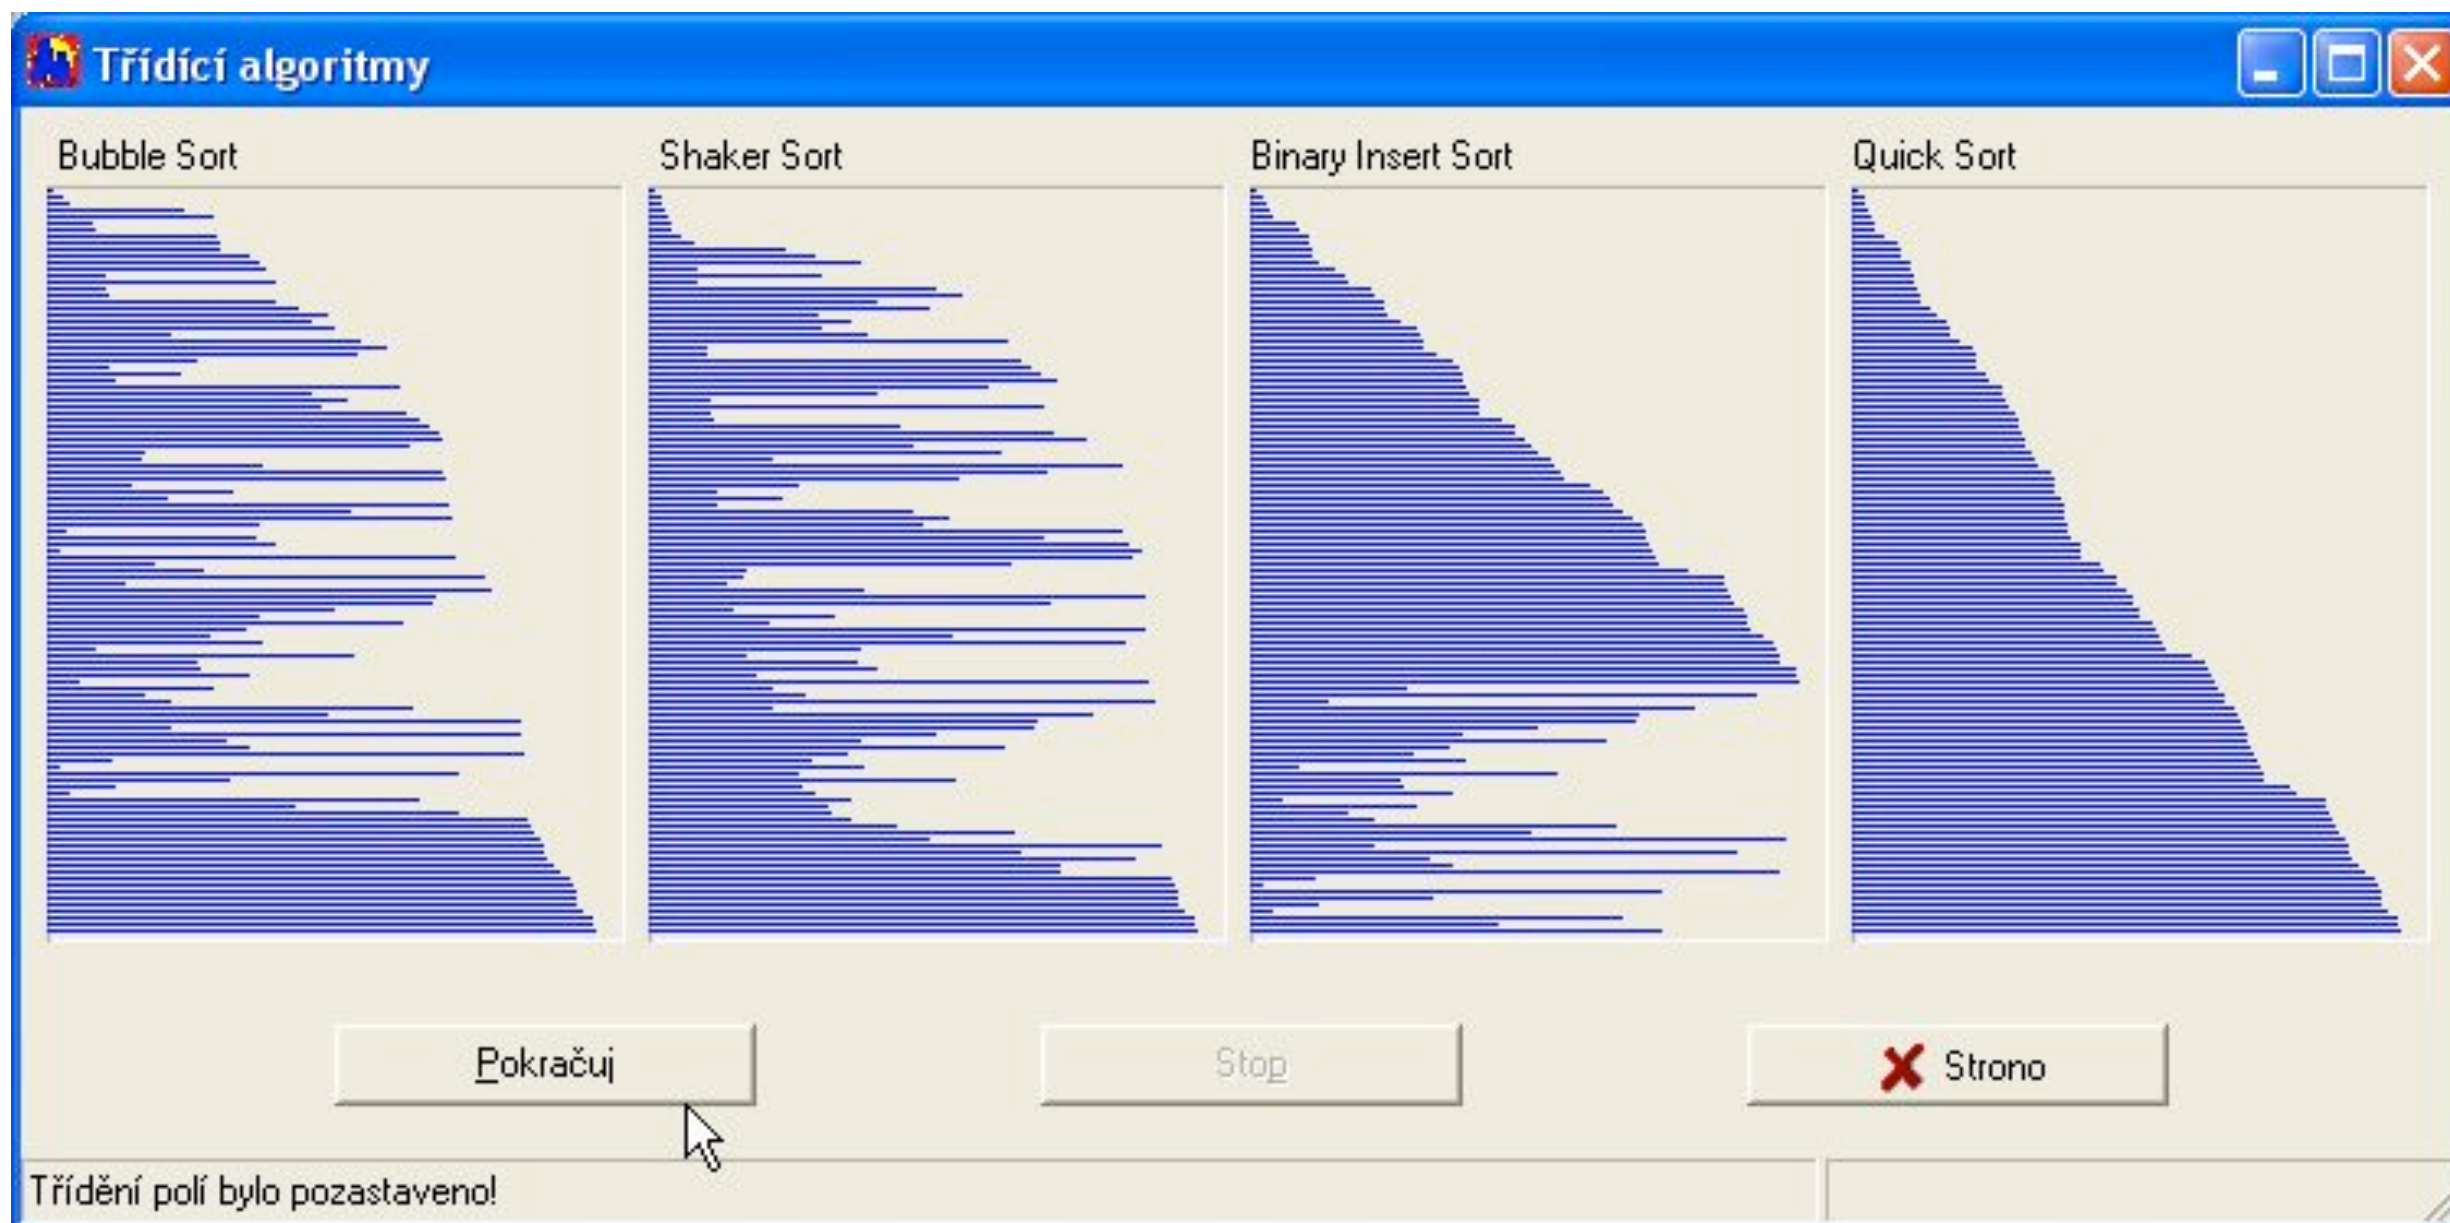 Třídící algoritmy
Bubble Sort
Shaker Sort
Binary Insert Sort
Quick Sort
Pokračuj
Stop
Strono
Třídění polí bylo pozastaveno!